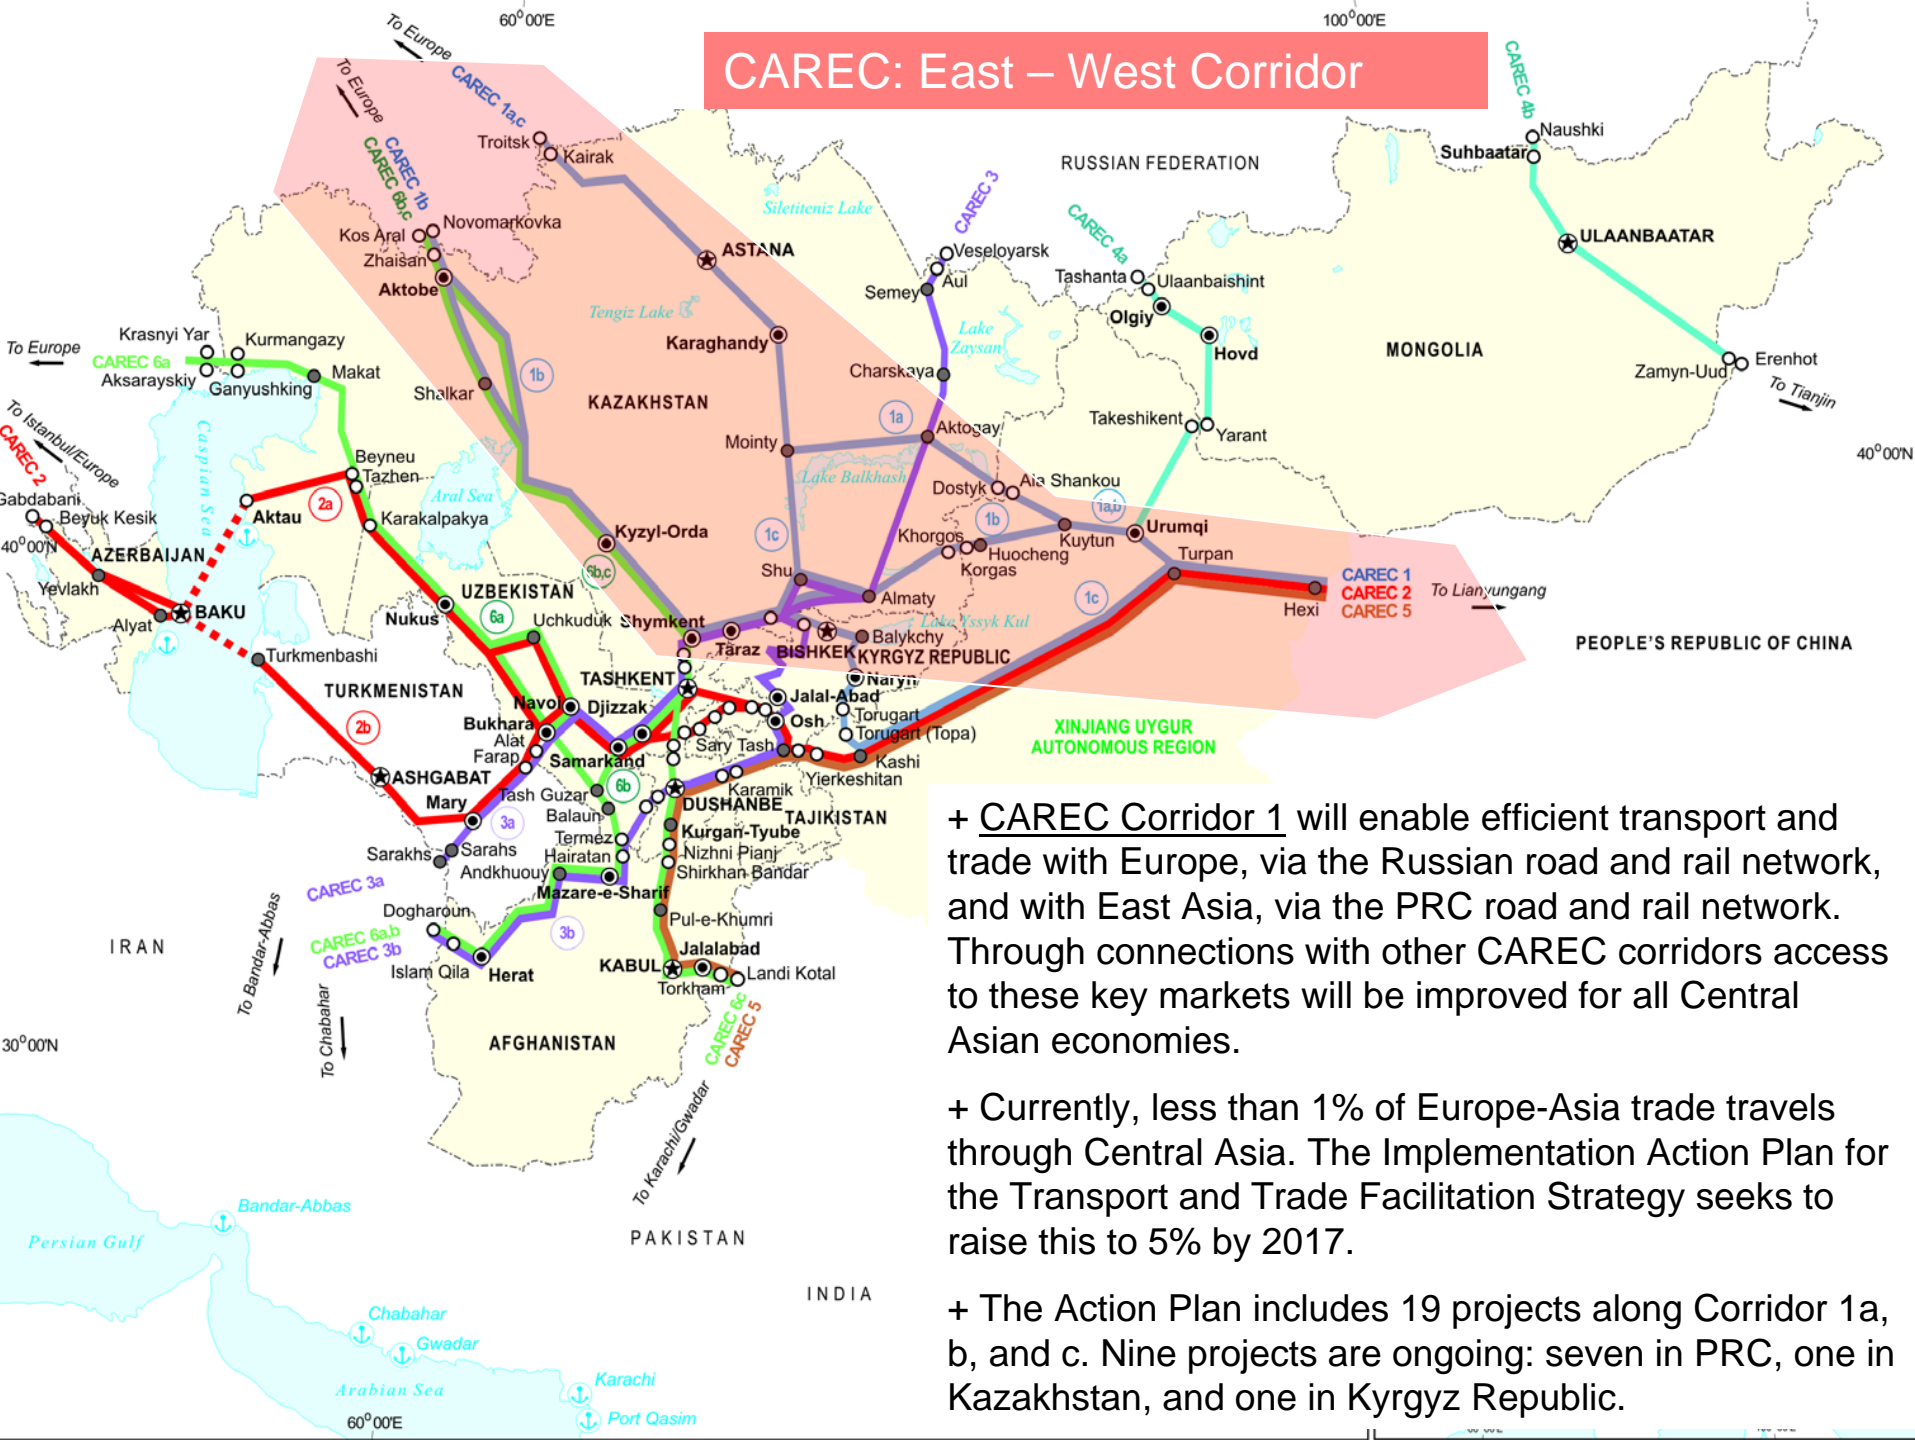 60°00'E
100°00'E
To Europe
CAREC: East – West Corridor
To Europe
CAREC 1a,c
CAREC 4b
Troitsk
Kairak
Naushki
Suhbaatar
RUSSIAN FEDERATION
CAREC 1b
CAREC 6b,c
CAREC 3
Siletiteniz Lake
CAREC 4a
Novomarkovka
Kos Aral
Zhaisan
ASTANA
Veseloyarsk
ULAANBAATAR
Aktobe
Aul
Semey
Tashanta
Ulaanbaishint
Olgiy
Tengiz Lake
Krasnyi Yar
Kurmangazy
To Europe
CAREC 6a
Aksarayskiy
Ganyushking
Makat
Karaghandy
Lake
Zaysan
Hovd
MONGOLIA
Erenhot
Zamyn-Uud
To Tianjin
Shalkar
1b
Charskaya
KAZAKHSTAN
1a
To Istanbul/Europe
CAREC 2
Mointy
Aktogay
Takeshikent
Yarant
40°00'N
Caspian Sea
Beyneu
Tazhen
Aral Sea
Lake Balkhash
Dostyk
Ala Shankou
Gabdabani
Beyuk Kesik
2a
Aktau
Karakalpakya
1a,b
1b
Urumqi
40°00'N
AZERBAIJAN
Kyzyl-Orda
1c
Khorgos
Huocheng
Korgas
Kuytun
Turpan
Yevlakh
6b,c
Shu
CAREC 1
CAREC 2
CAREC 5
To Lianyungang
UZBEKISTAN
Almaty
1c
Hexi
BAKU
Alyat
Nukus
6a
Uchkuduk
Shymkent
Lake Yssyk Kul
Balykchy
Taraz
BISHKEK
KYRGYZ REPUBLIC
PEOPLE'S REPUBLIC OF CHINA
Turkmenbashi
TASHKENT
Naryn
TURKMENISTAN
Navoi
Djizzak
Jalal-Abad
Osh
Torugart
Torugart (Topa)
2b
Bukhara
Alat
Farap
Samarkand
Sary Tash
XINJIANG UYGUR
AUTONOMOUS REGION
Kashi
Yierkeshitan
ASHGABAT
Mary
Tash Guzar
6b
Karamik
DUSHANBE
TAJIKISTAN
Balaun
3a
Termez
Kurgan-Tyube
Sarakhs
Sarahs
Hairatan
Nizhni Pianj
Andkhuouy
Shirkhan Bandar
CAREC 3a
Mazare-e-Sharif
Dogharoun
Pul-e-Khumri
CAREC 6a,b
CAREC 3b
3b
IRAN
To Bandar-Abbas
Islam Qila
Herat
Jalalabad
KABUL
Landi Kotal
Torkham
To Chabahar
CAREC 6c
CAREC 5
30°00'N
AFGHANISTAN
To Karachi/Gwadar
+ CAREC Corridor 1 will enable efficient transport and
trade with Europe, via the Russian road and rail network,
and with East Asia, via the PRC road and rail network.
Through connections with other CAREC corridors access
to these key markets will be improved for all Central
Asian economies.
+ Currently, less than 1% of Europe-Asia trade travels
through Central Asia. The Implementation Action Plan for
the Transport and Trade Facilitation Strategy seeks to
raise this to 5% by 2017.
+ The Action Plan includes 19 projects along Corridor 1a,
b, and c. Nine projects are ongoing: seven in PRC, one in
Kazakhstan, and one in Kyrgyz Republic.
Bandar-Abbas
Persian Gulf
PAKISTAN
INDIA
Chabahar
Gwadar
Arabian Sea
Karachi
Port Qasim
60°00'E